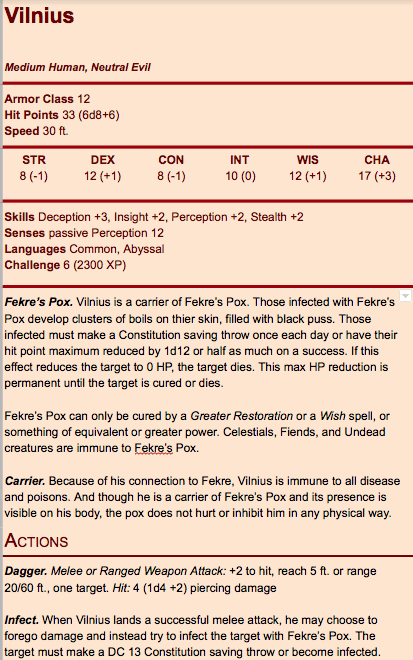 Vilnius
Medium Human, Neutral Evil
Armor Class 12
Hit Points 33 (6d8+6)
Speed 30 ft.
STR DEX CON INT WIS CHA
8 (-1) 12 (+1) 8 (-1) 10 (0) 12 (+1) 17 (+3)
Skills Deception +3, Insight +2, Perception +2, Stealth +2
Senses passive Perception 12
Languages Common, Abyssal
Challenge 6 (2300 XP)
Fekre's Pox. Vilnius is a carrier of Fekre's Pox. Those infected with Fekre's
Pox develop clusters of boils on thier skin, filled with black puss. Those
infected must make a Constitution saving throw once each day or have their
hit point maximum reduced by 1d12 or half as much on a success. If this
effect reduces the target to 0 HP, the target dies. This max HP reduction is
permanent until the target is cured or dies.
Fekre's Pox can only be cured by a Greater Restoration or a Wish spell, or
something of equivalent or greater power. Celestials, Fiends, and Undead
creatures are immune to Fekre's Pox.
Carrier. Because of his connection to Fekre, Vilnius is immune to all disease
and poisons. And though he is a carrier of Fekre's Pox and its presence is
visible on his body, the pox does not hurt or inhibit him in any physical way.
ACTIONS
Dagger. Melee or Ranged Weapon Attack: +2 to hit, reach 5 ft. or range
20/60 ft., one target. Hit: 4 (1d4 +2) piercing damage
Infect. When Vilnius lands a successful melee attack, he may choose to
forego damage and instead try to infect the target with Fekre's Pox. The
target must make a DC 13 Constitution saving throw or become infected.